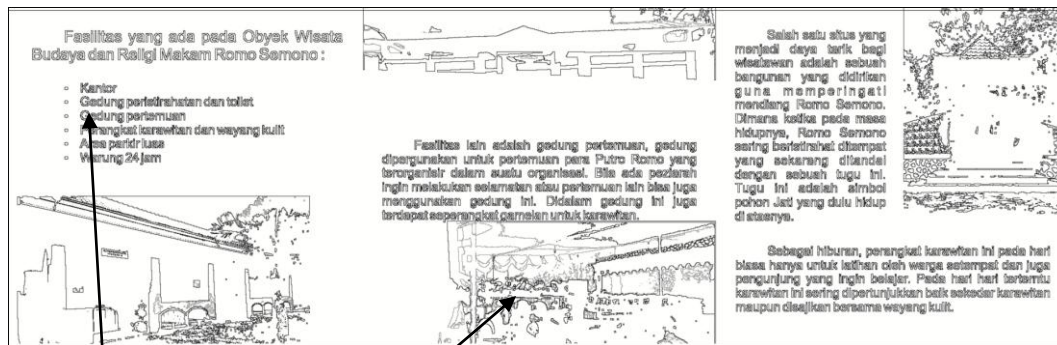 Fasilitas yang ada pada Obyek Wisata
Budaya dan Religi Makam Romo Semono :
Kantor
Gedung peristirahatan dan toilet
Gedung pertemuan
Perangkat karawitan dan wayang kulit
Area parkir luas
Warung 24 jam
Fasilitas lain adalah gedung pertemuan, gedung
dipergunakan untuk pertemuan para Putro Romo yang
terorganisir dalam suatu organisasi. Bila ada peziarah
ingin melakukan selamatan atau pertemuan lain bisa juga
menggunakan gedung ini. Didalam gedung ini juga
terdapat seperangkat gamelan untuk karawitan.
Salah satu situs yang
menjadi daya tarik bagi
wisatawan adalah sebuah
bangunan yang didirikan
guna memperingati
mendiang Romo Semono.
Dimana ketika pada masa
hidupnya, Romo Semono
sering beristirahat ditempat
yang sekarang ditandai
dengan sebuah tugu ini.
Tugu ini adalah simbol
pohon Jati yang dulu hidup
di atasnya.
Sebagai hiburan, perangkat karawitan ini pada hari
biasa hanya untuk latihan oleh warga setempat dan juga
pengunjung yang ingin belajar. Pada hari hari tertentu
karawitan ini sering dipertunjukkan baik sekedar karawitan
maupun disajikan bersama wayang kulit.